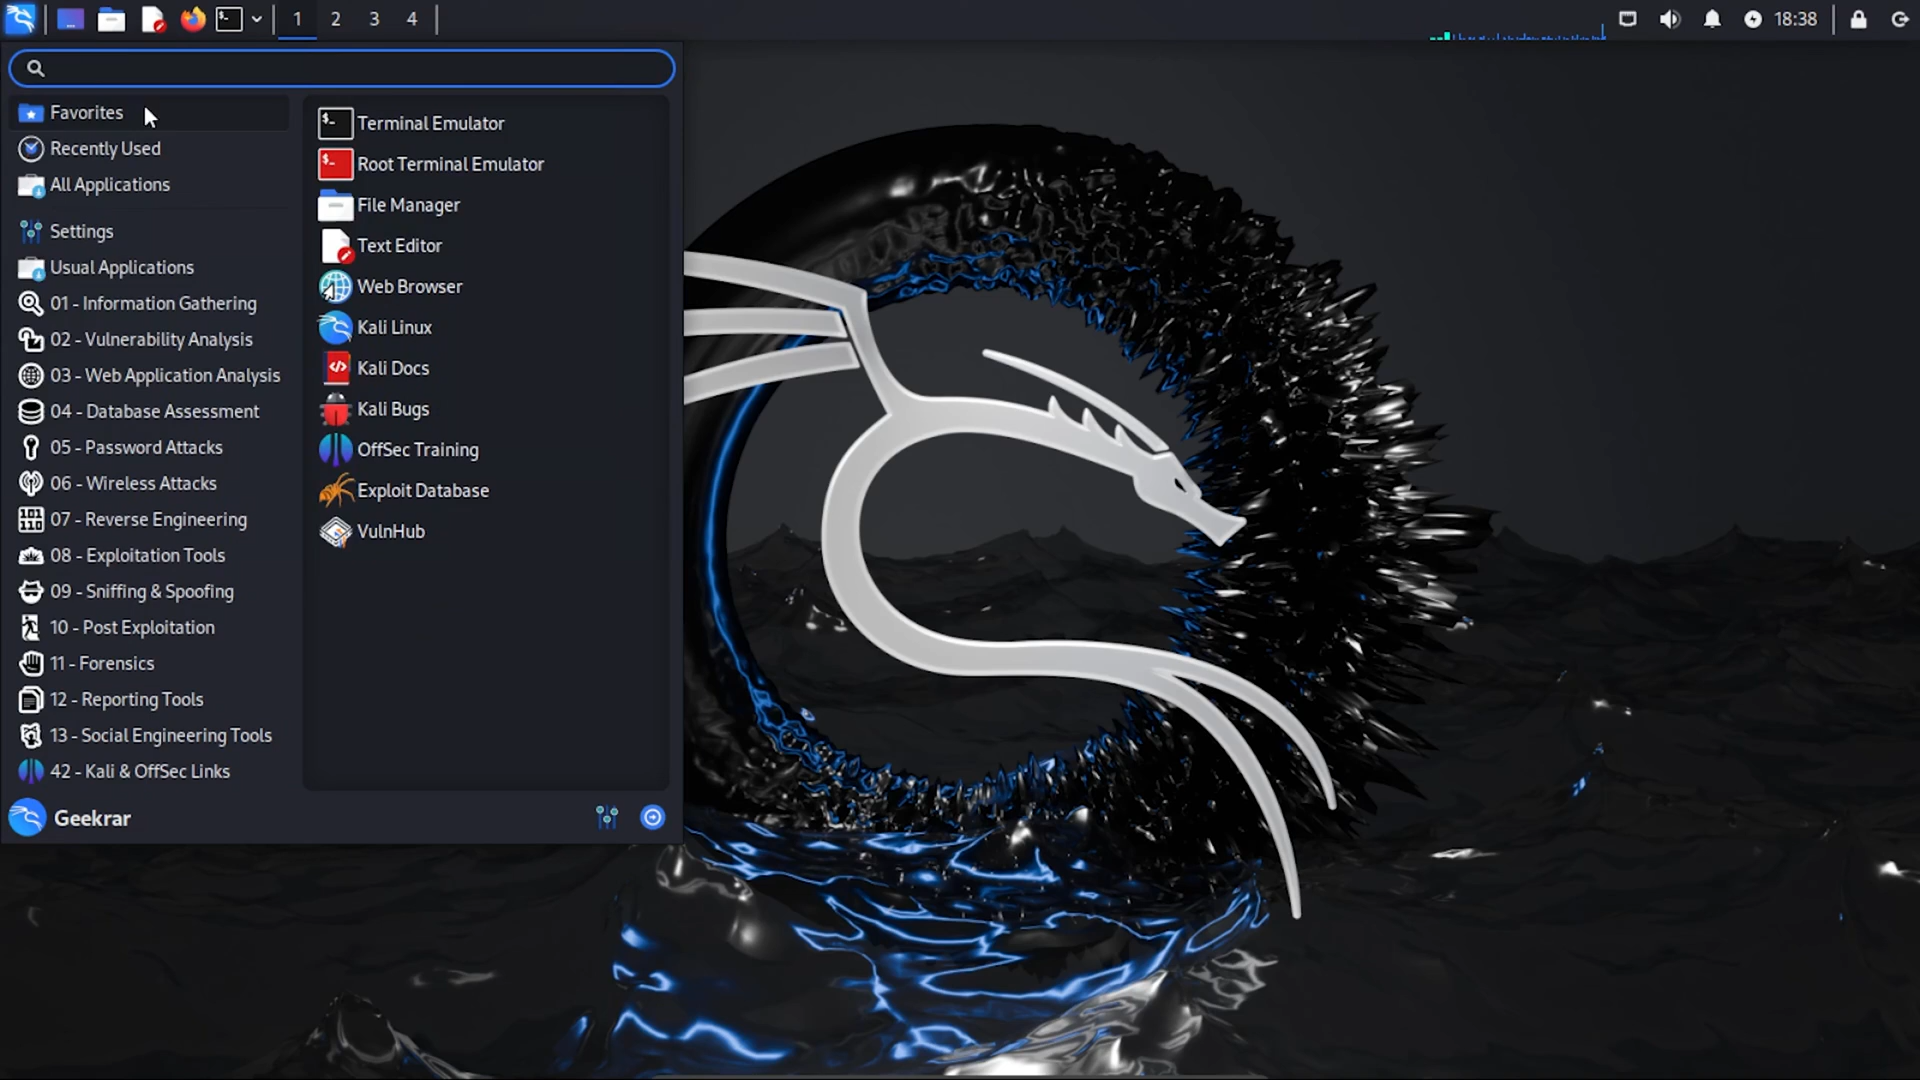 1 2 3 4
18:38
Favorites
Recently Used
All Applications
Settings
Usual Applications
01 - Information Gathering
02 - Vulnerability Analysis
03 - Web Application Analysis
04 - Database Assessment
05 - Password Attacks
06 - Wireless Attacks
07 - Reverse Engineering
08 - Exploitation Tools
09 - Sniffing & Spoofing
10 - Post Exploitation
11 - Forensics
12 - Reporting Tools
13 - Social Engineering Tools
42 - Kali & OffSec Links
Terminal Emulator
Root Terminal Emulator
File Manager
Text Editor
Web Browser
Kali Linux
Kali Docs
Kali Bugs
OffSec Training
Exploit Database
VulnHub
Geekrar